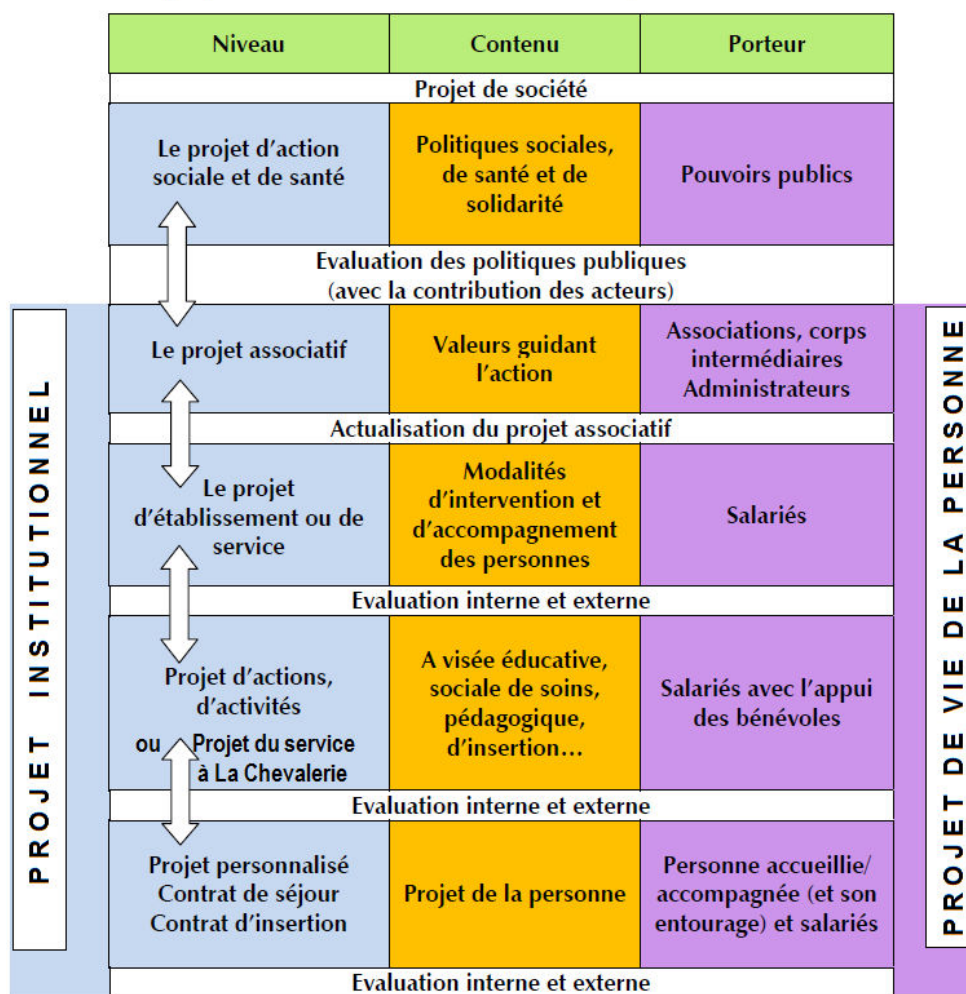 Niveau
Contenu
Porteur
Projet de société
Le projet d'action
sociale et de santé
Politiques sociales,
de santé et de
solidarité
Pouvoirs publics
Evaluation des politiques publiques
(avec la contribution des acteurs)
Le projet associatif
Valeurs guidant
l'action
Associations, corps
intermédiaires
Administrateurs
Actualisation du projet associatif
Le projet
d'établissement ou de
service
Modalités
d'intervention et
d'accompagnement
des personnes
Salariés
Evaluation interne et externe
Projet d'actions,
d'activités
ou Projet du service
à La Chevalerie
A visée éducative,
sociale de soins,
pédagogique,
d'insertion…
Salariés avec l'appui
des bénévoles
Evaluation interne et externe
Projet personnalisé
Contrat de séjour
Contrat d'insertion
Projet de la personne
Personne accueillie/
accompagnée (et son
entourage) et salariés
Evaluation interne et externe
PROJET INSTITUTIONNEL
PROJET DE VIE DE LA PERSONNE